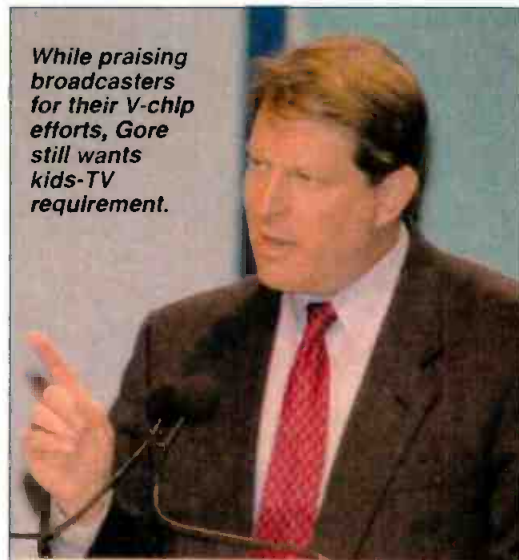 While praising
broadcasters
for their V-chip
efforts, Gore
still wants
kids-TV
requirement.